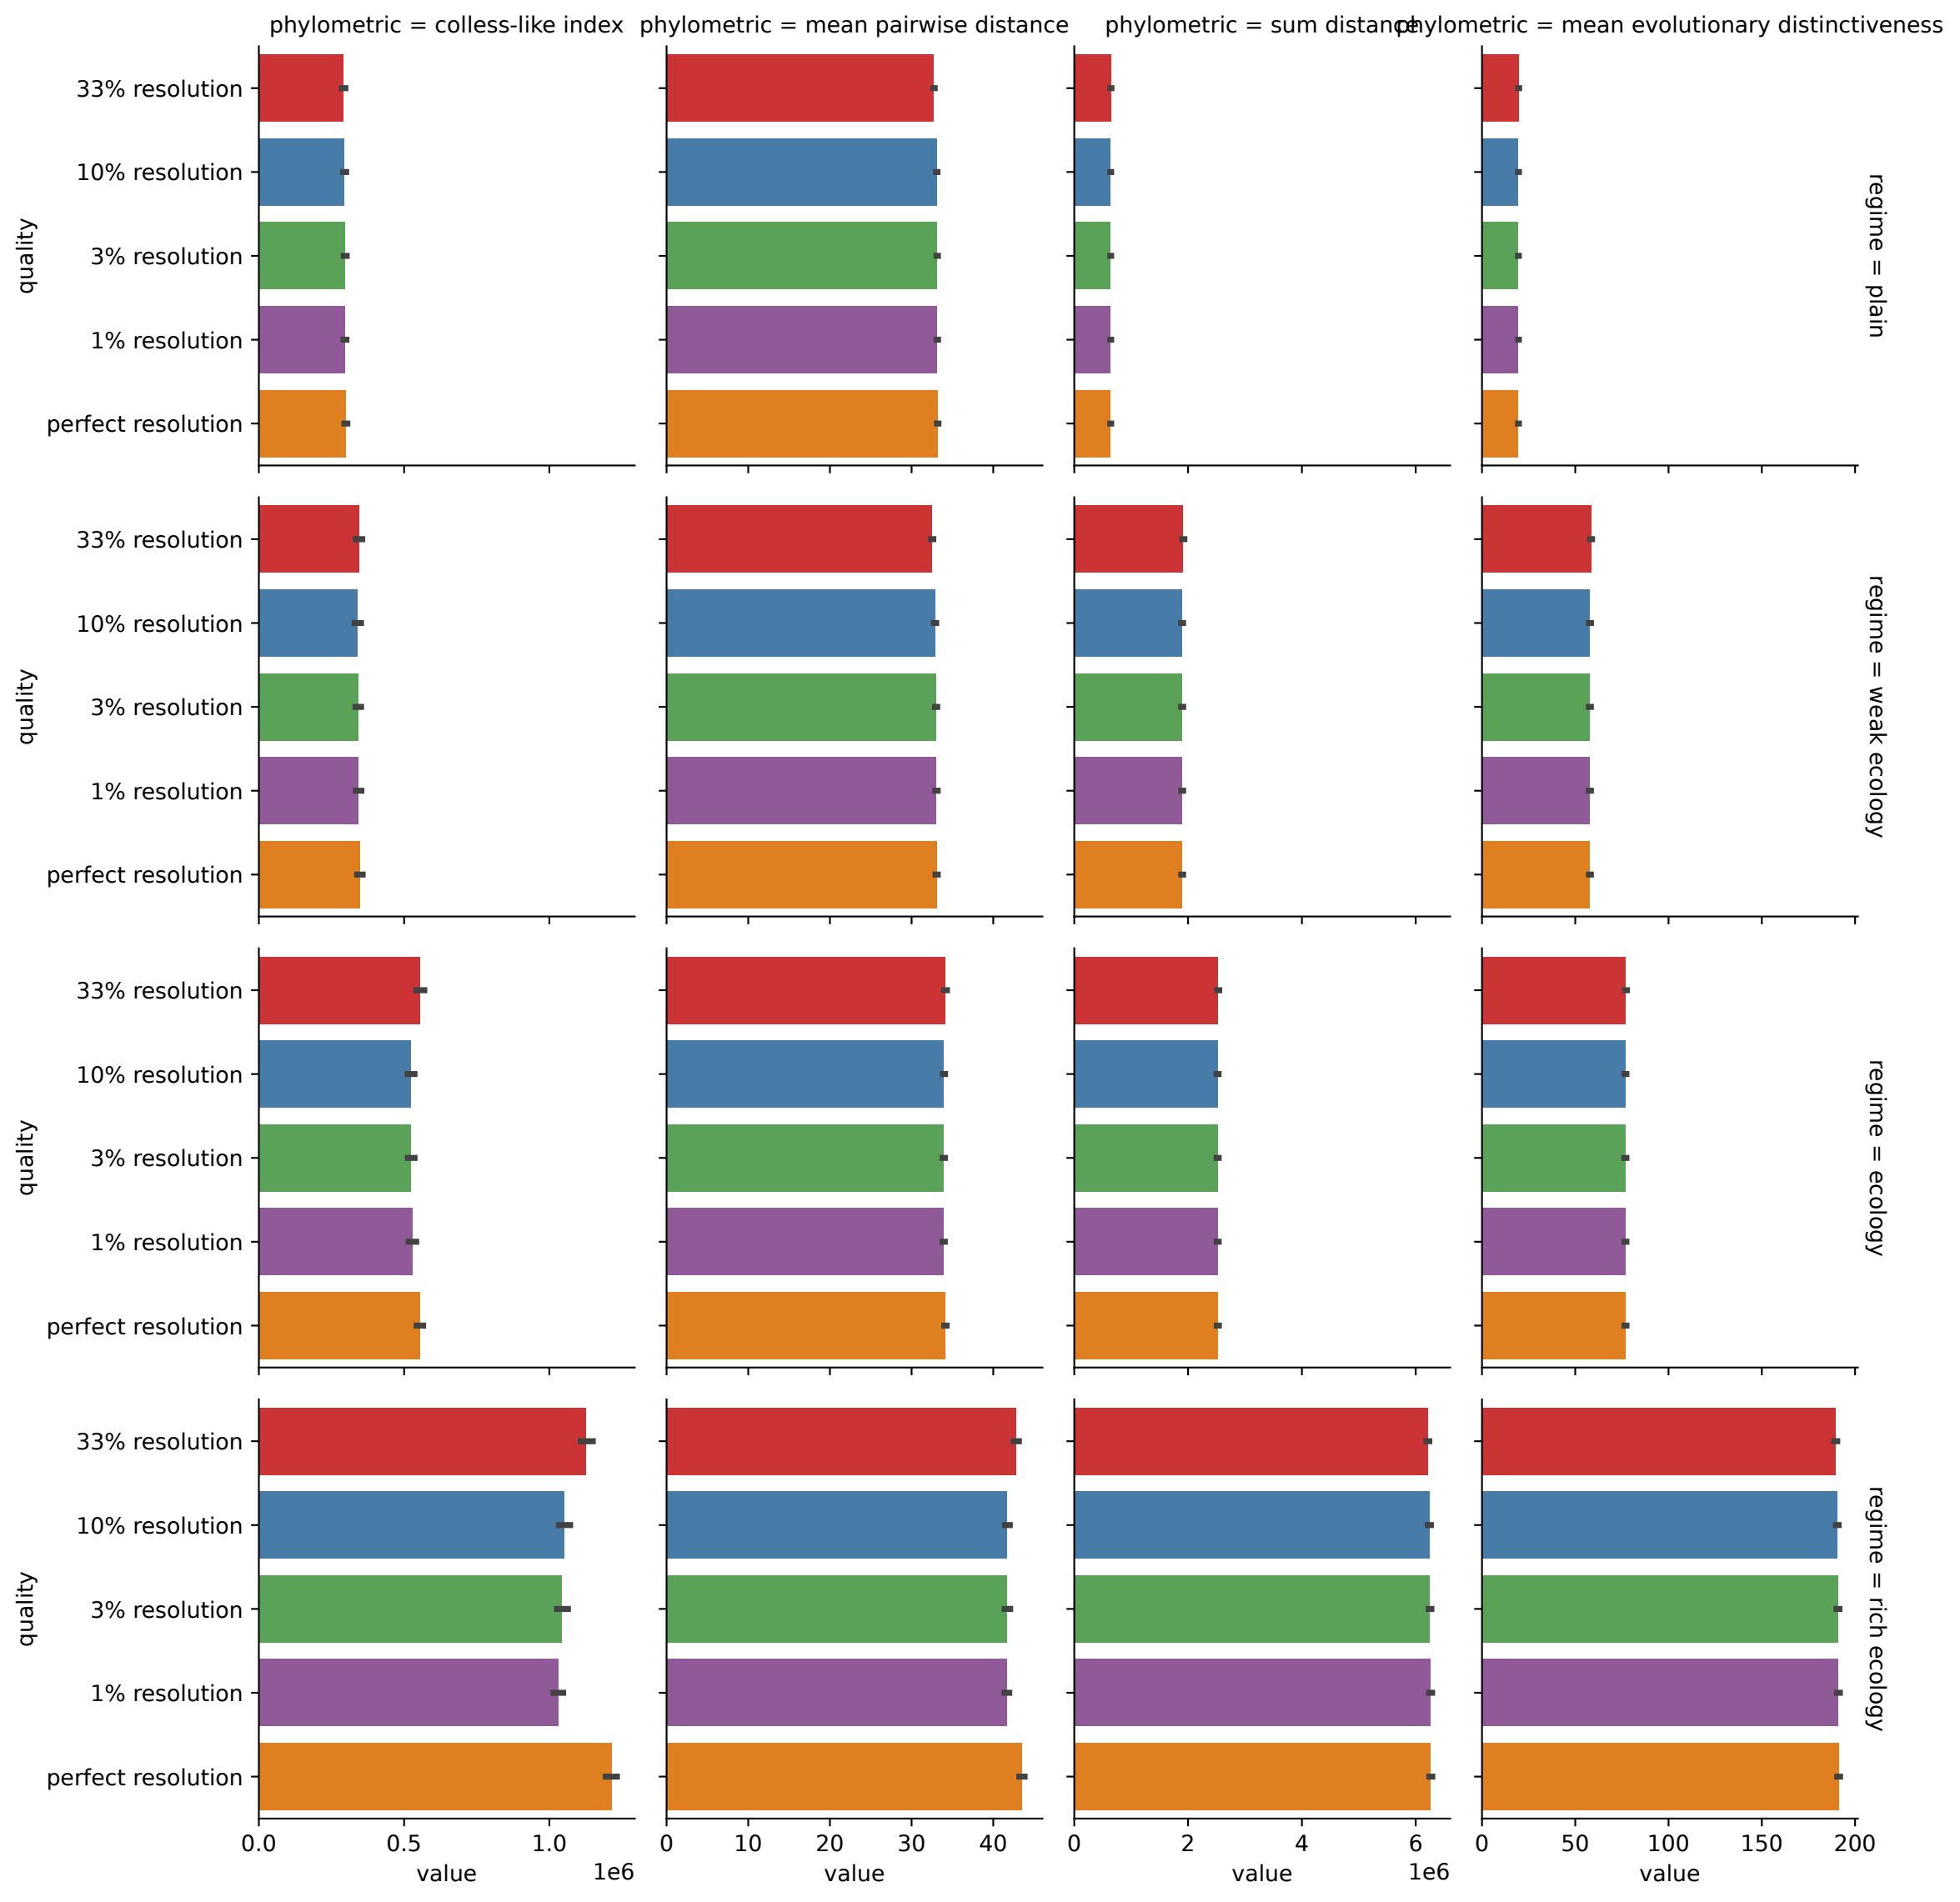 phylometric = colless-like index
phylometric = mean pairwise distance
phylometric = sum distance
phylometric = mean evolutionary distinctiveness
quality
33% resolution
10% resolution
3% resolution
1% resolution
perfect resolution
regime = plain
quality
33% resolution
10% resolution
3% resolution
1% resolution
perfect resolution
regime = weak ecology
quality
33% resolution
10% resolution
3% resolution
1% resolution
perfect resolution
regime = ecology
quality
33% resolution
10% resolution
3% resolution
1% resolution
perfect resolution
regime = rich ecology
0.0 0.5 1.0
1e6
value
0 10 20 30 40
value
0 2 4 6
1e6
value
0 50 100 150 200
value